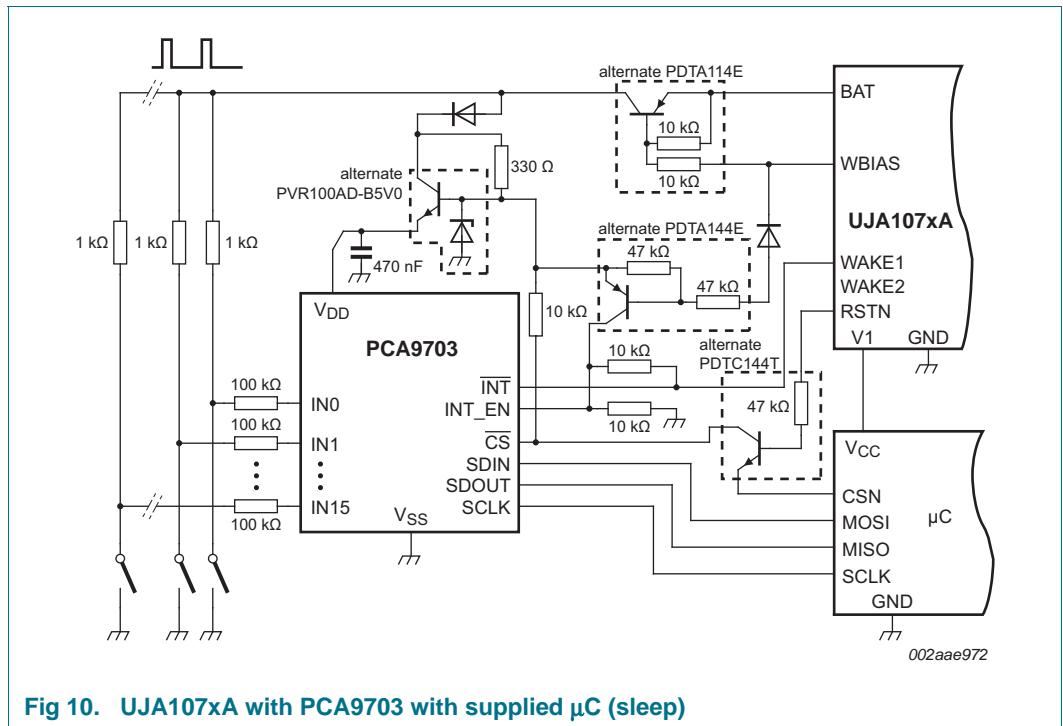 alternate PDTA114E
BAT
10 kΩ
10 kΩ
WBIAS
330 Ω
alternate
PVR100AD-B5V0
UJA107xA
1 kΩ
1 kΩ
1 kΩ
470 nF
alternate PDTA144E
47 kΩ
47 kΩ
WAKE1
WAKE2
RSTN
V1
GND
VDD
PCA9703
10 kΩ
alternate
PDTC144T
10 kΩ
47 kΩ
10 kΩ
100 kΩ
IN0
INT
INT_EN
100 kΩ
IN1
CS
SDIN
SDOUT
100 kΩ
IN15
SCLK
VSS
VCC
CSN
µC
MOSI
MISO
SCLK
GND
002aae972
Fig 10. UJA107xA with PCA9703 with supplied µC (sleep)